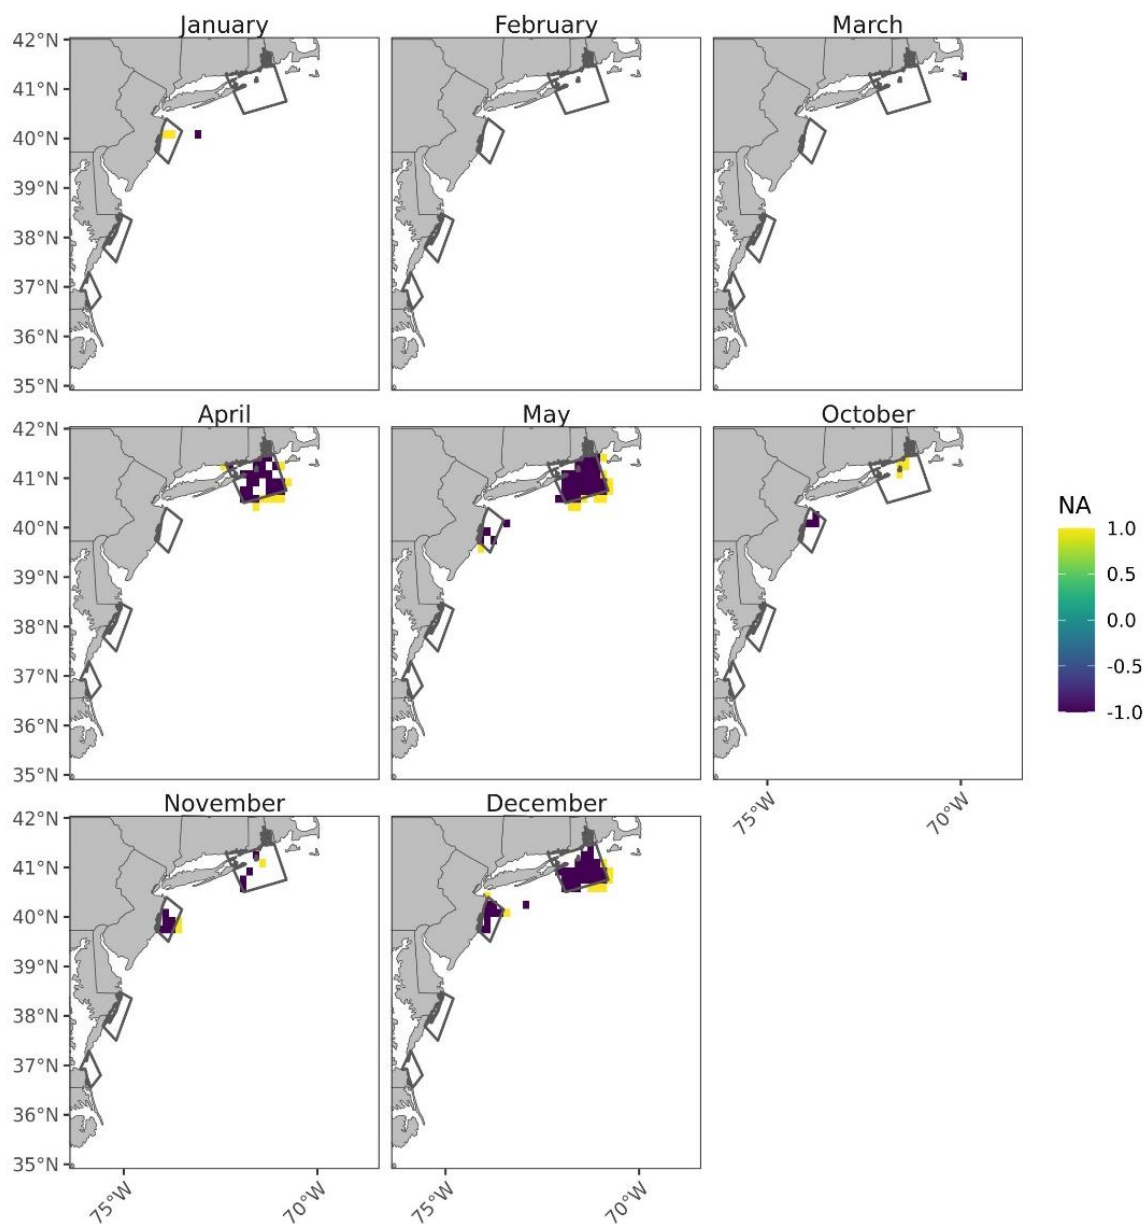 January February March
42°N
41°N
40°N
39°N
38°N
37°N
36°N
35°N
April May October
42°N
41°N
40°N
39°N
38°N
37°N
36°N
35°N
75°W 70°W
NA
1.0
0.5
0.0
-0.5
-1.0
November December
42°N
41°N
40°N
39°N
38°N
37°N
36°N
35°N
75°W 70°W 75°W 70°W